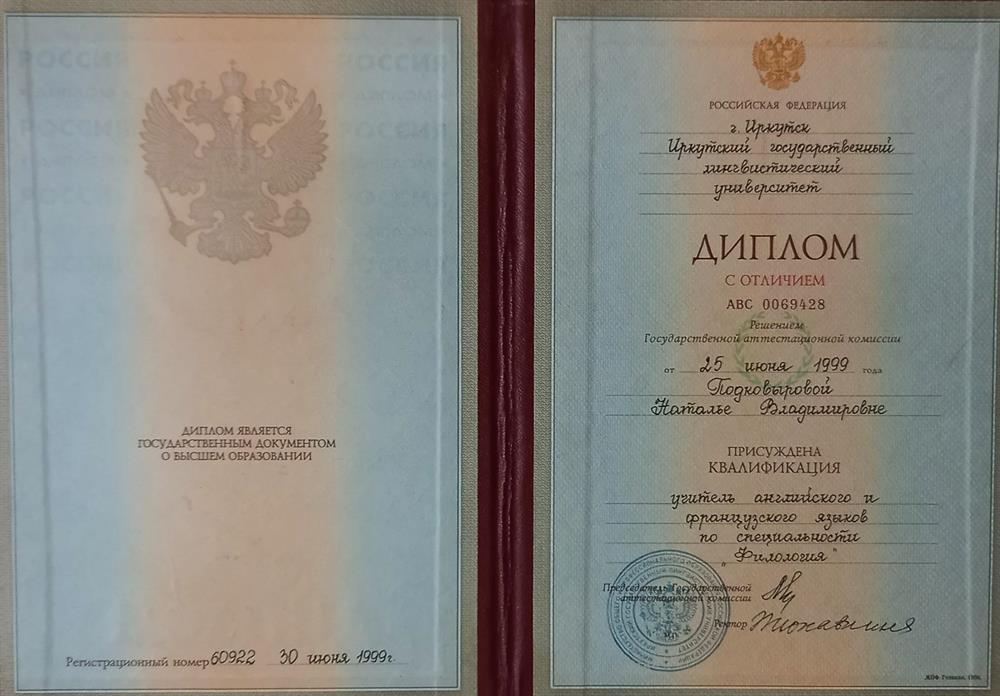 ДИПЛОМ ЯВЛЯЕТСЯ
ГОСУДАРСТВЕННЫМ ДОКУМЕНТОМ
О ВЫСШЕМ ОБРАЗОВАНИИ
Регистрационный номер 60922 30 июня 1999г.
РОССИЙСКАЯ ФЕДЕРАЦИЯ
г. Иркутск
Иркутский государственный
лингвистический
университет
ДИПЛОМ
С ОТЛИЧИЕМ
АВС 0069428
Решением
Государственной аттестационной комиссии
от 25 июня 1999 года
Подковыровой
Наталье Владимировне
ПРИСУЖДЕНА
КВАЛИФИКАЦИЯ
учитель английского и
французского языков
по специальности
"Филология"
Председатель Государственной
аттестационной комиссии
Ректор